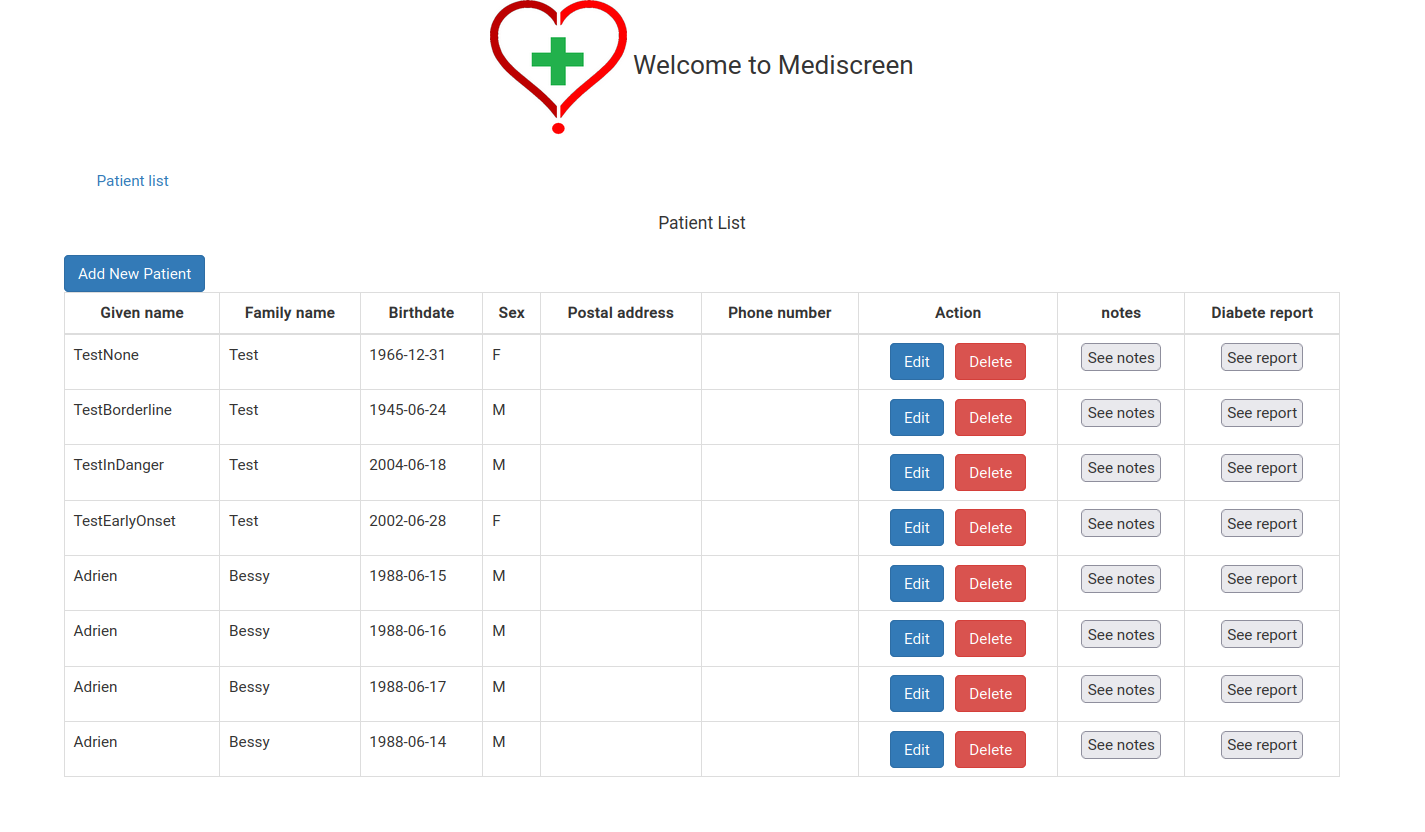 Welcome to Mediscreen
Patient list
Patient List
Add New Patient
Given name Family name Birthdate Sex Postal address Phone number Action notes Diabete report
TestNone Test 1966-12-31 F Edit Delete See notes See report
TestBorderline Test 1945-06-24 M Edit Delete See notes See report
TestInDanger Test 2004-06-18 M Edit Delete See notes See report
TestEarlyOnset Test 2002-06-28 F Edit Delete See notes See report
Adrien Bessy 1988-06-15 M Edit Delete See notes See report
Adrien Bessy 1988-06-16 M Edit Delete See notes See report
Adrien Bessy 1988-06-17 M Edit Delete See notes See report
Adrien Bessy 1988-06-14 M Edit Delete See notes See report